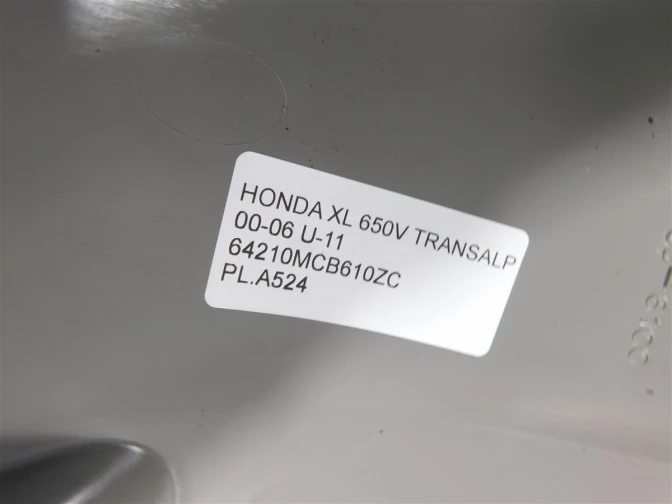 HONDA XL 650V TRANSALP
00-06 U-11
64210MCB610ZC
PL.A524